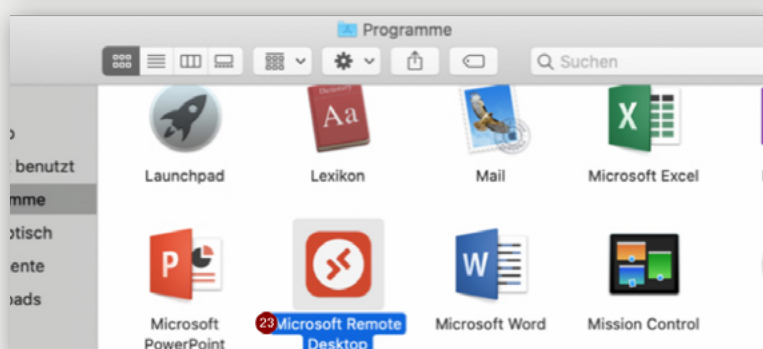 Programme
Suchen
benutzt
mme
ptisch
ente
oads
Aa
Launchpad
Lexikon
Mail
Microsoft Excel
Microsoft
PowerPoint
23
Microsoft Remote
Desktop
Microsoft Word
Mission Control